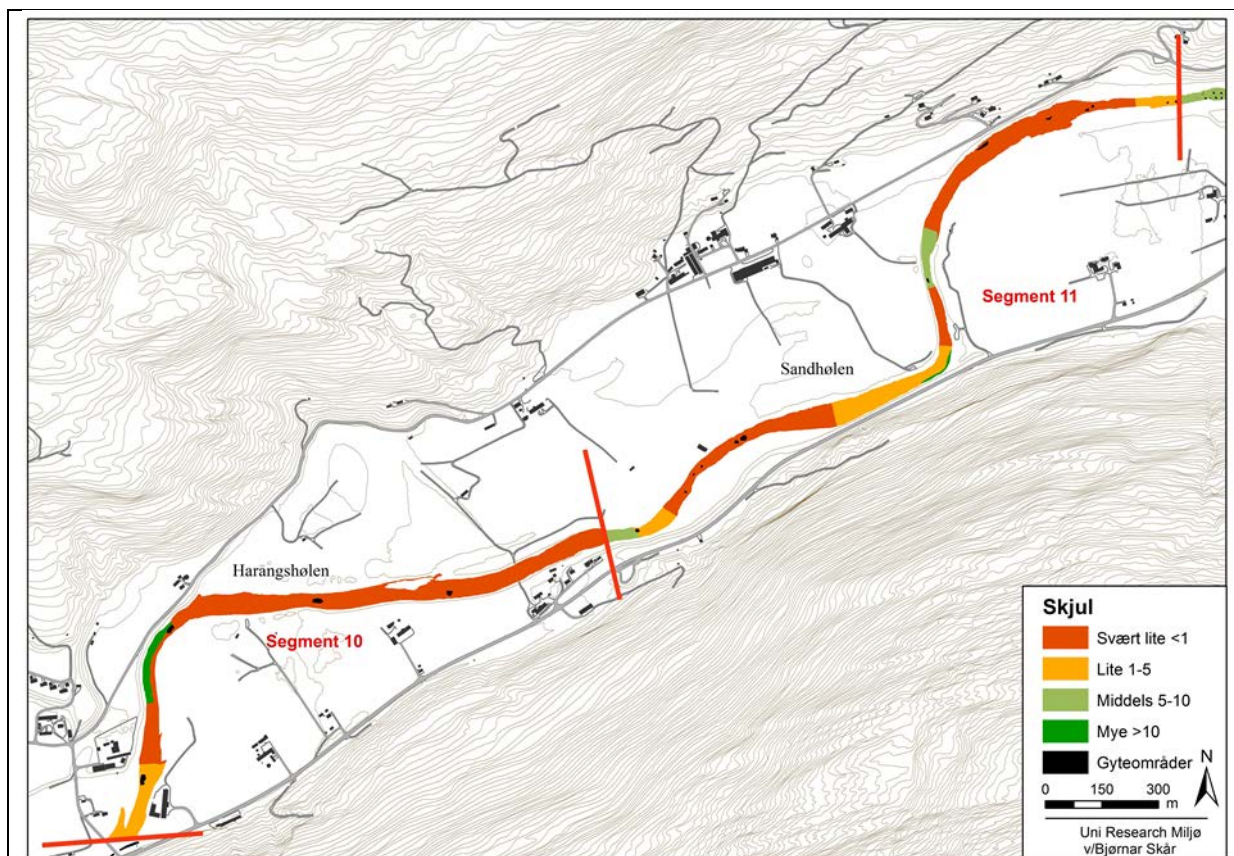 Segment 11
Sandhølen
Harangshølen
Segment 10
Skjul
Svært lite <1
Lite 1-5
Middels 5-10
Mye >10
Gyteområder
N
0 150 300
m
Uni Research Miljø
v/Bjørnar Skår